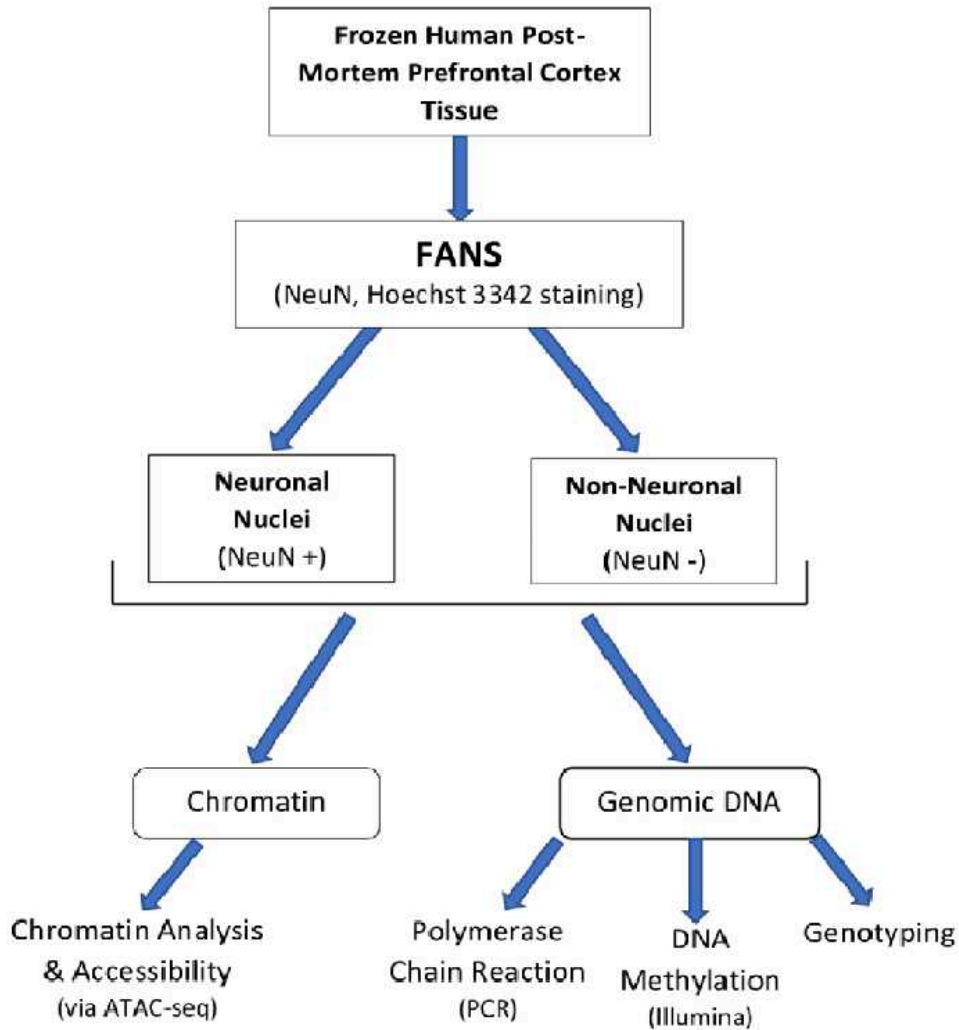 Frozen Human Post-
Mortem Prefrontal Cortex
Tissue
FANS
(NeuN, Hoechst 3342 staining)
Neuronal
Nuclei
(NeuN +)
Non-Neuronal
Nuclei
(NeuN -)
Chromatin
Genomic DNA
Chromatin Analysis
& Accessibility
(via ATAC-seq)
Polymerase
Chain Reaction
(PCR)
DNA
Methylation
(Illumina)
Genotyping